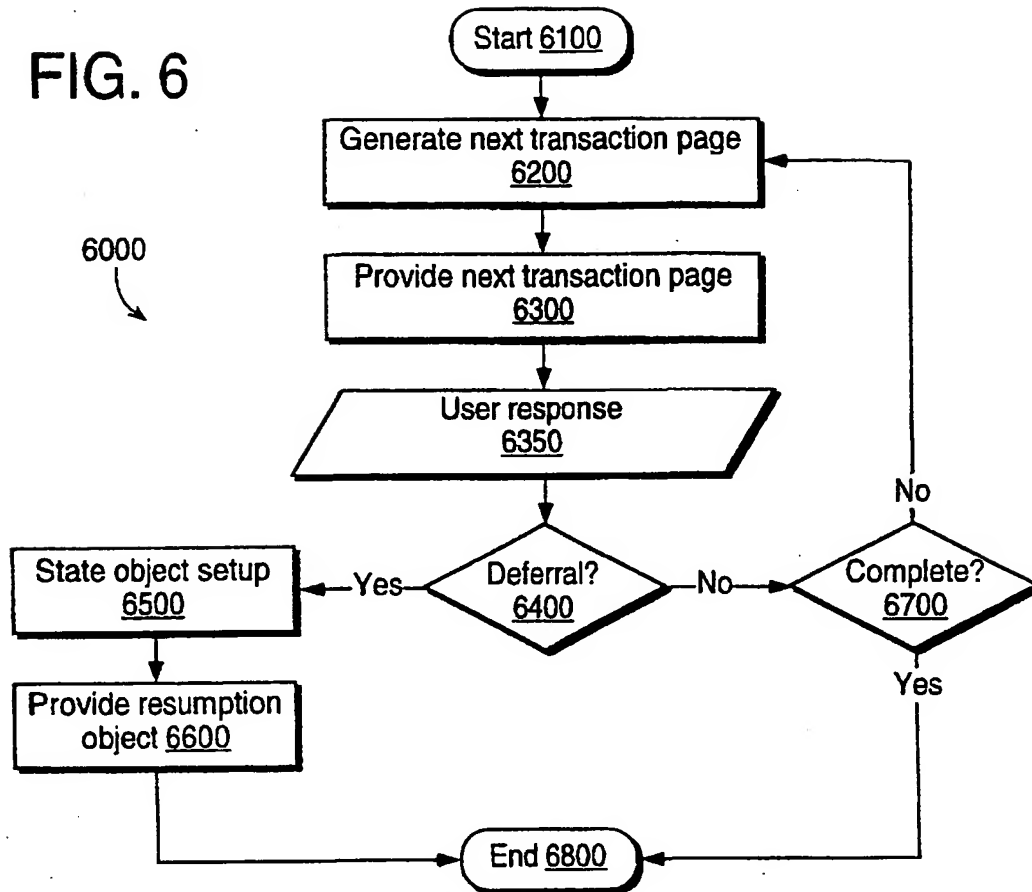 FIG. 6
Start 6100
Generate next transaction page
6200
6000
Provide next transaction page
6300
User response
6350
No
State object setup
6500
Yes
Deferral?
6400
No
Complete?
6700
Yes
Provide resumption
object 6600
End 6800